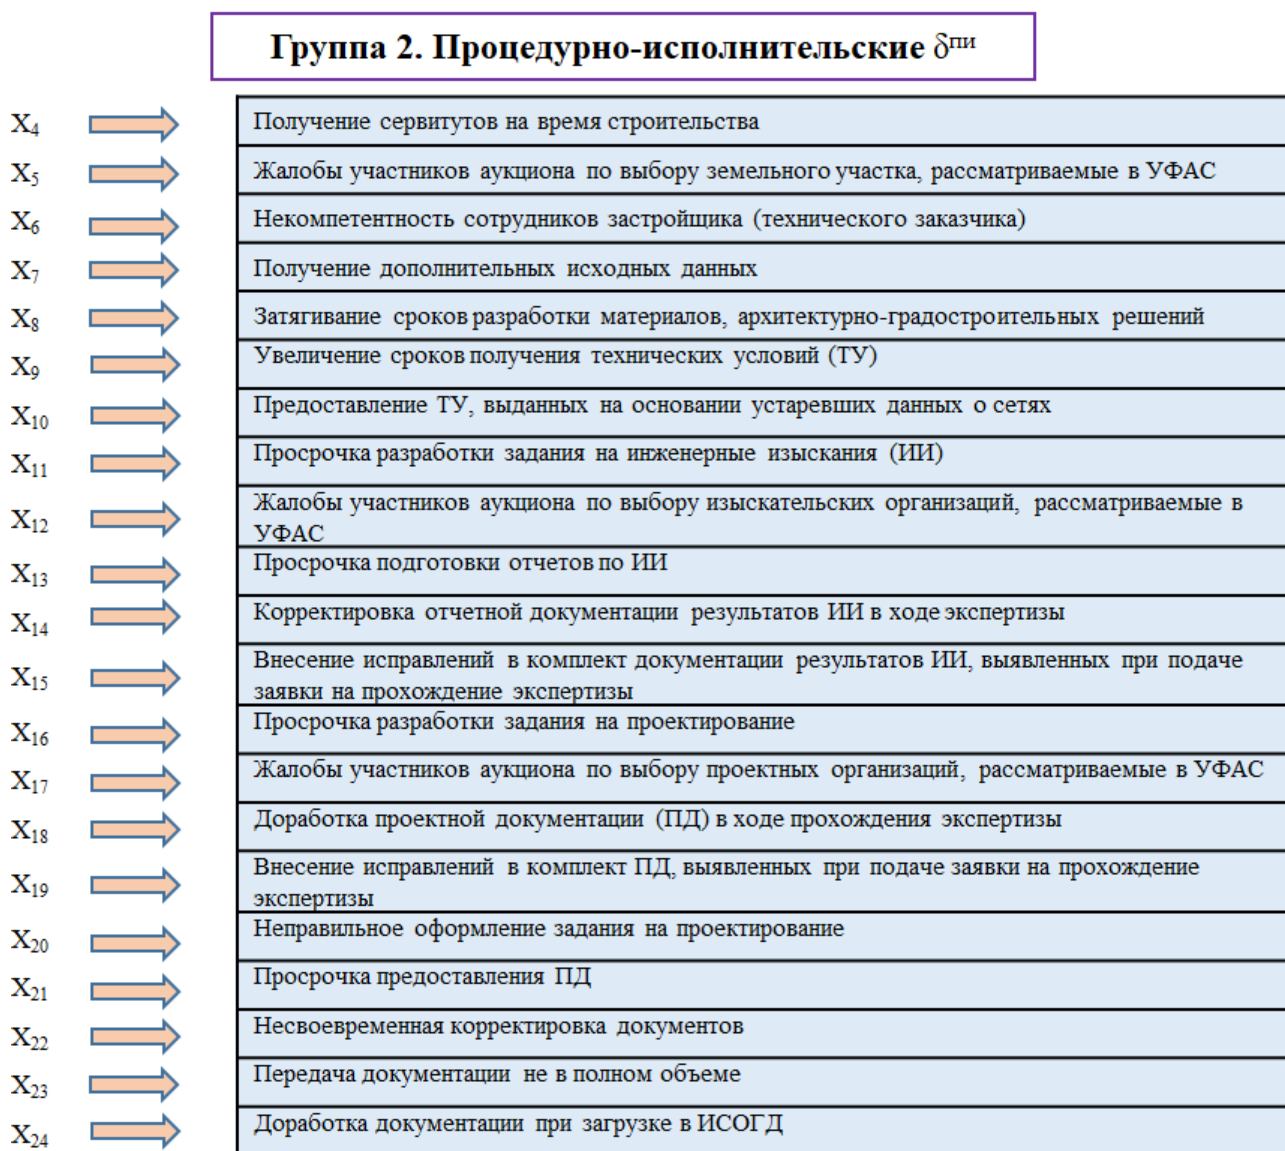 Группа 2. Процедурно-исполнительские δᵖⁱ
X₄ Получение сервитутов на время строительства
X₅ Жалобы участников аукциона по выбору земельного участка, рассматриваемые в УФАС
X₆ Некомпетентность сотрудников застройщика (технического заказчика)
X₇ Получение дополнительных исходных данных
X₈ Затягивание сроков разработки материалов, архитектурно-градостроительных решений
X₉ Увеличение сроков получения технических условий (ТУ)
X₁₀ Предоставление ТУ, выданных на основании устаревших данных о сетях
X₁₁ Просрочка разработки задания на инженерные изыскания (ИИ)
X₁₂ Жалобы участников аукциона по выбору изыскательских организаций, рассматриваемые в
УФАС
X₁₃ Просрочка подготовки отчетов по ИИ
X₁₄ Корректировка отчетной документации результатов ИИ в ходе экспертизы
X₁₅ Внесение исправлений в комплект документации результатов ИИ, выявленных при подаче
заявки на прохождение экспертизы
X₁₆ Просрочка разработки задания на проектирование
X₁₇ Жалобы участников аукциона по выбору проектных организаций, рассматриваемые в УФАС
X₁₈ Доработка проектной документации (ПД) в ходе прохождения экспертизы
X₁₉ Внесение исправлений в комплект ПД, выявленных при подаче заявки на прохождение
экспертизы
X₂₀ Неправильное оформление задания на проектирование
X₂₁ Просрочка предоставления ПД
X₂₂ Несвоевременная корректировка документов
X₂₃ Передача документации не в полном объеме
X₂₄ Доработка документации при загрузке в ИСОГД